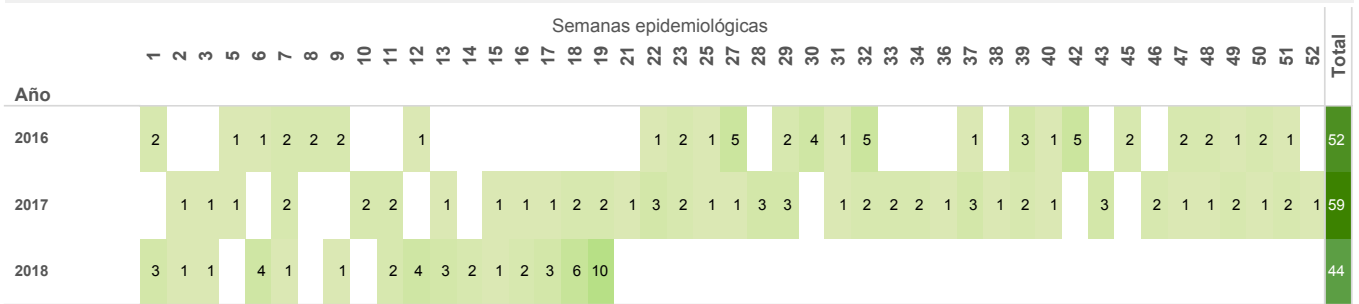 Semanas epidemiológicas
1 2 3 5 6 7 8 9 10 11 12 13 14 15 16 17 18 19 21 22 23 25 27 28 29 30 31 32 33 34 36 37 38 39 40 42 43 45 46 47 48 49 50 51 52 Total
Año
2016 2 1 1 2 2 2 1 1 2 1 5 2 4 1 5 1 3 1 5 2 2 2 1 2 1 52
2017 1 1 1 2 2 2 1 1 1 1 2 2 1 3 2 1 1 3 3 1 2 2 2 1 3 1 2 1 3 2 1 1 2 1 2 1 59
2018 3 1 1 4 1 1 2 4 3 2 1 2 3 6 10 44